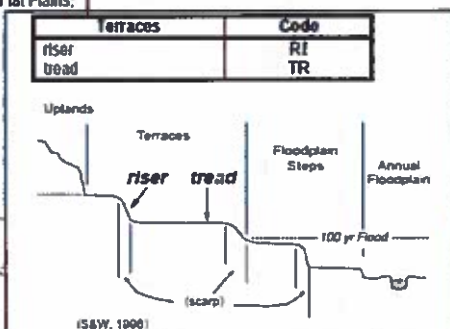 Flat Plains,
Terraces Code
riser RI
tread TR
Uplands
Terraces
Floodplain
Steps
Annual
Floodplain
riser tread
100 yr Flood
(scarp)
(S&W, 1996)